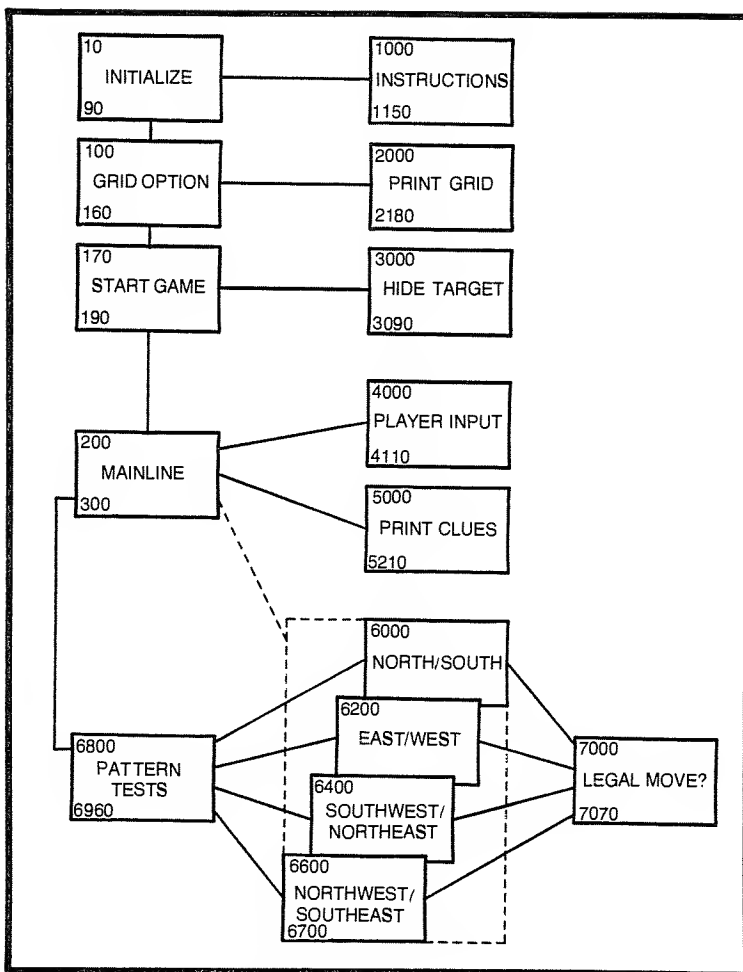 10
INITIALIZE
90
1000
INSTRUCTIONS
1150
100
GRID OPTION
160
2000
PRINT GRID
2180
170
START GAME
190
3000
HIDE TARGET
3090
200
MAINLINE
300
4000
PLAYER INPUT
4110
5000
PRINT CLUES
5210
6000
NORTH/SOUTH
6200
EAST/WEST
6400
SOUTHWEST/
NORTHEAST
6600
NORTHWEST/
SOUTHEAST
6700
6800
PATTERN
TESTS
6960
7000
LEGAL MOVE?
7070